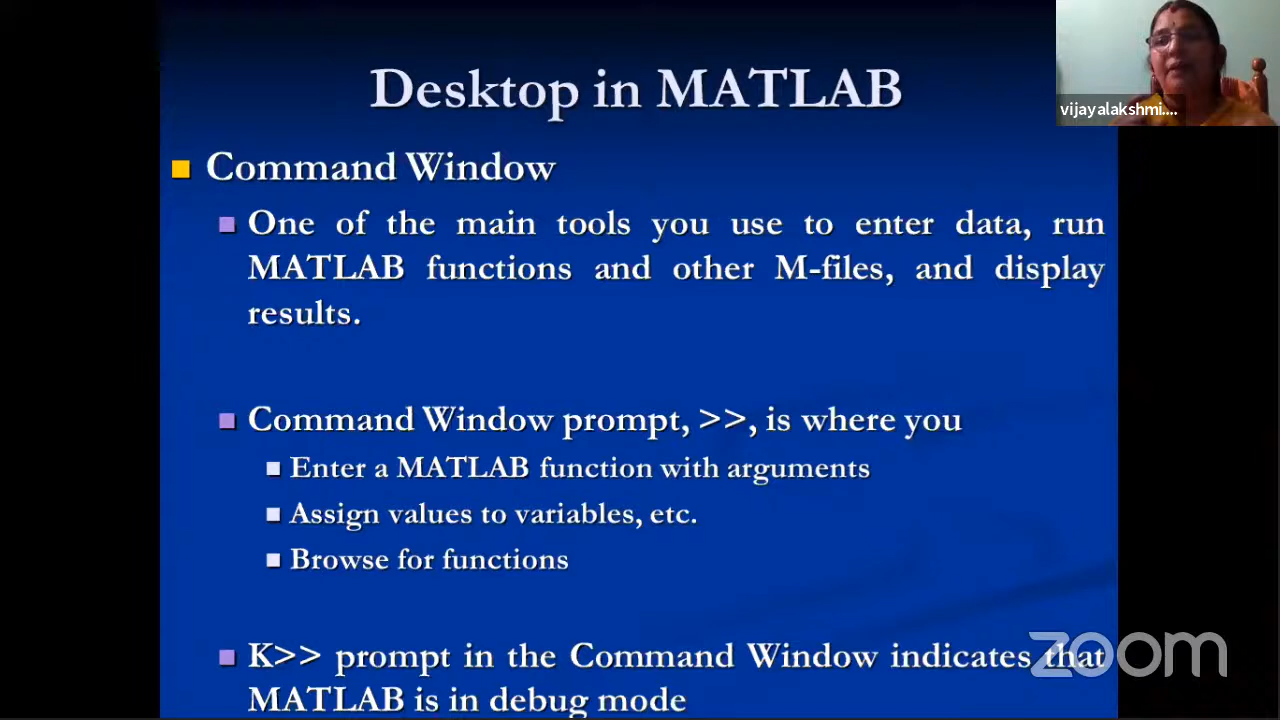 Desktop in MATLAB
vijayalakshmi....
Command Window
One of the main tools you use to enter data, run
MATLAB functions and other M-files, and display
results.
Command Window prompt, >>, is where you
Enter a MATLAB function with arguments
Assign values to variables, etc.
Browse for functions
K>> prompt in the Command Window indicates that
MATLAB is in debug mode
zoom